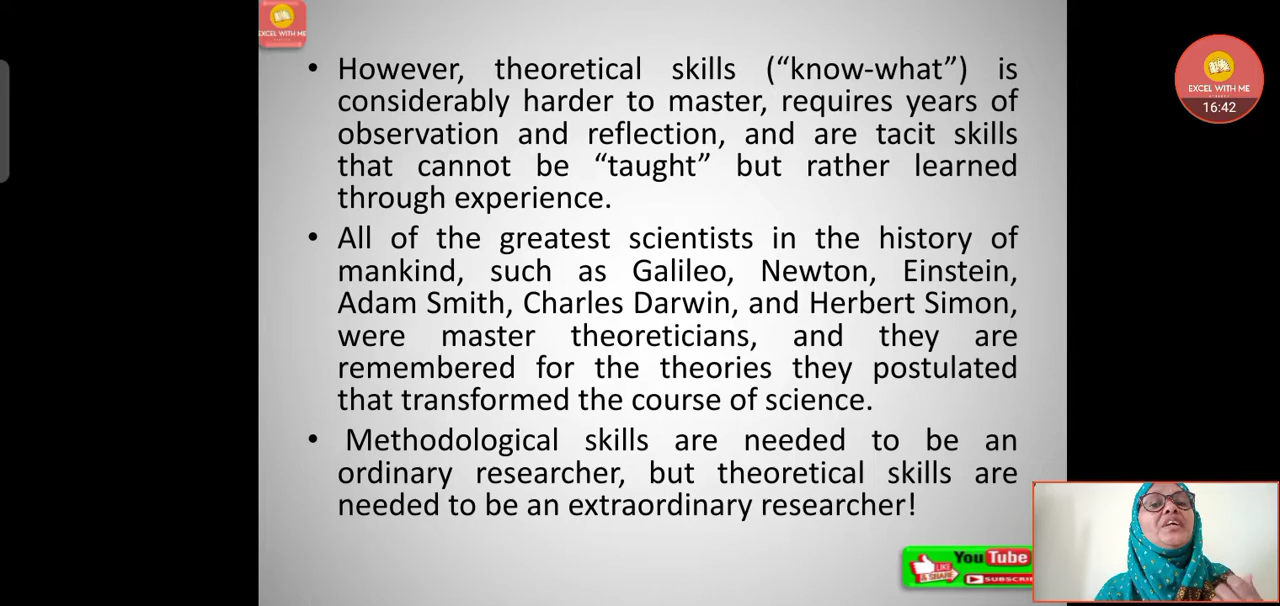 EXCEL WITH ME
• However, theoretical skills (“know-what”) is
considerably harder to master, requires years of
observation and reflection, and are tacit skills
that cannot be “taught” but rather learned
through experience.
• All of the greatest scientists in the history of
mankind, such as Galileo, Newton, Einstein,
Adam Smith, Charles Darwin, and Herbert Simon,
were master theoreticians, and they are
remembered for the theories they postulated
that transformed the course of science.
• Methodological skills are needed to be an
ordinary researcher, but theoretical skills are
needed to be an extraordinary researcher!
EXCEL WITH ME
16:42
YouTube
LIKE
& SHARE
SUBSCRI